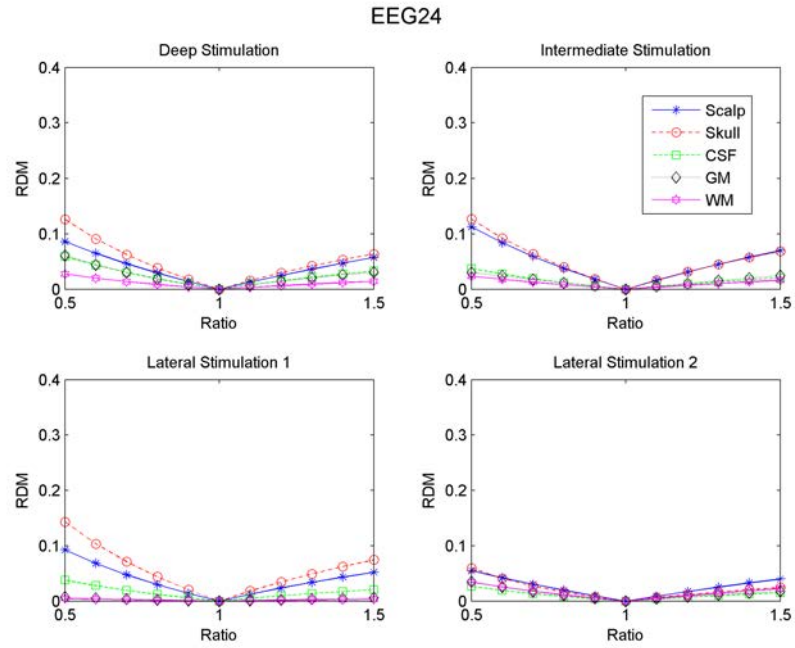 EEG24
Deep Stimulation
0.4
0.3
0.2
0.1
0
RDM
0.5
1
1.5
Ratio
Intermediate Stimulation
0.4
0.3
0.2
0.1
0
RDM
Scalp
Skull
CSF
GM
WM
0.5
1
1.5
Ratio
Lateral Stimulation 1
0.4
0.3
0.2
0.1
0
RDM
0.5
1
1.5
Ratio
Lateral Stimulation 2
0.4
0.3
0.2
0.1
0
RDM
0.5
1
1.5
Ratio